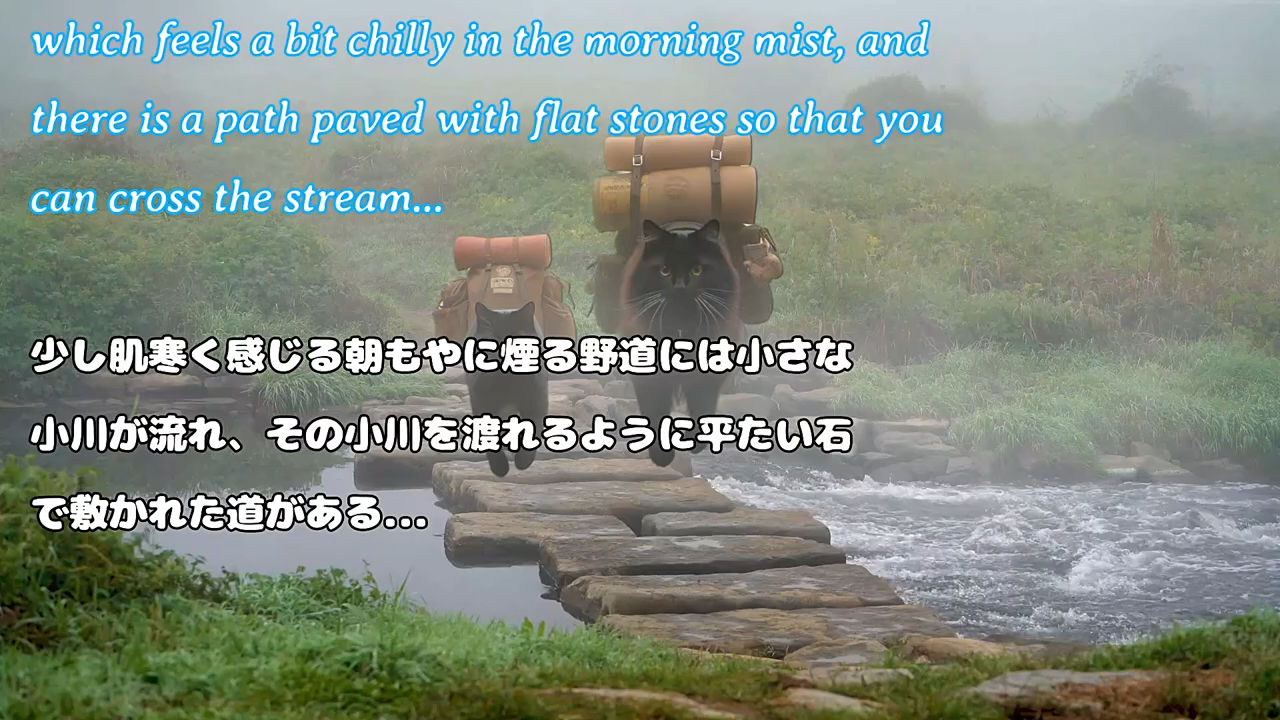 which feels a bit chilly in the morning mist, and
there is a path paved with flat stones so that you
can cross the stream...
少し肌寒く感じる朝もやに煙る野道には小さな
小川が流れ、その小川を渡れるように平たい石
で敷かれた道がある...